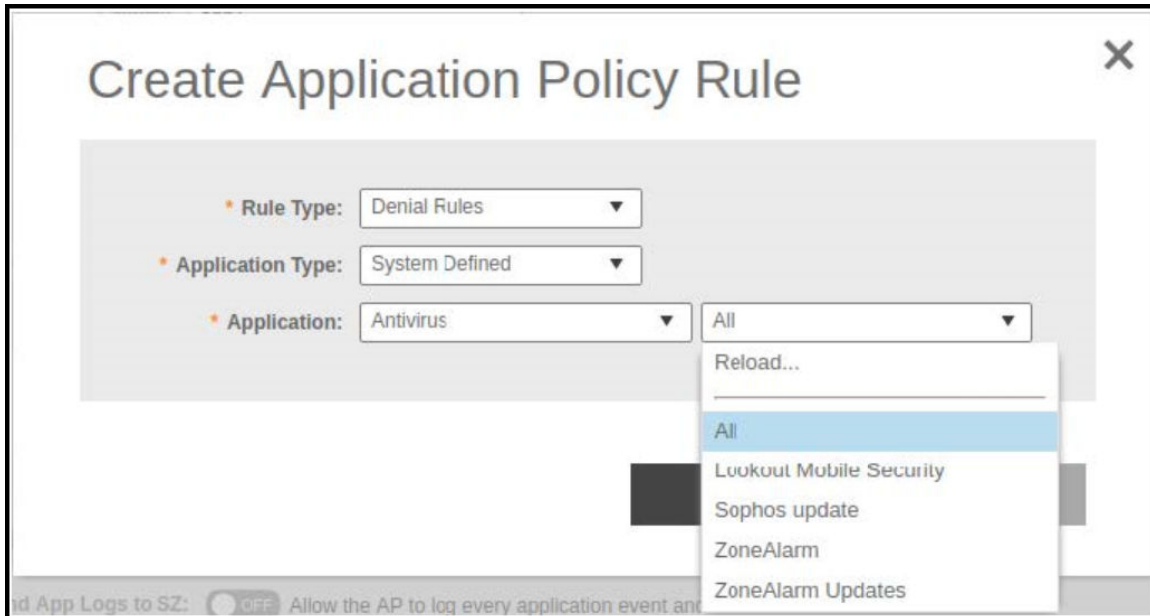 Create Application Policy Rule
* Rule Type: Denial Rules
* Application Type: System Defined
* Application: Antivirus All
Reload...
All
Lookout Mobile Security
Sophos update
ZoneAlarm
ZoneAlarm Updates
App Logs to SZ: OFF Allow the AP to log every application event and